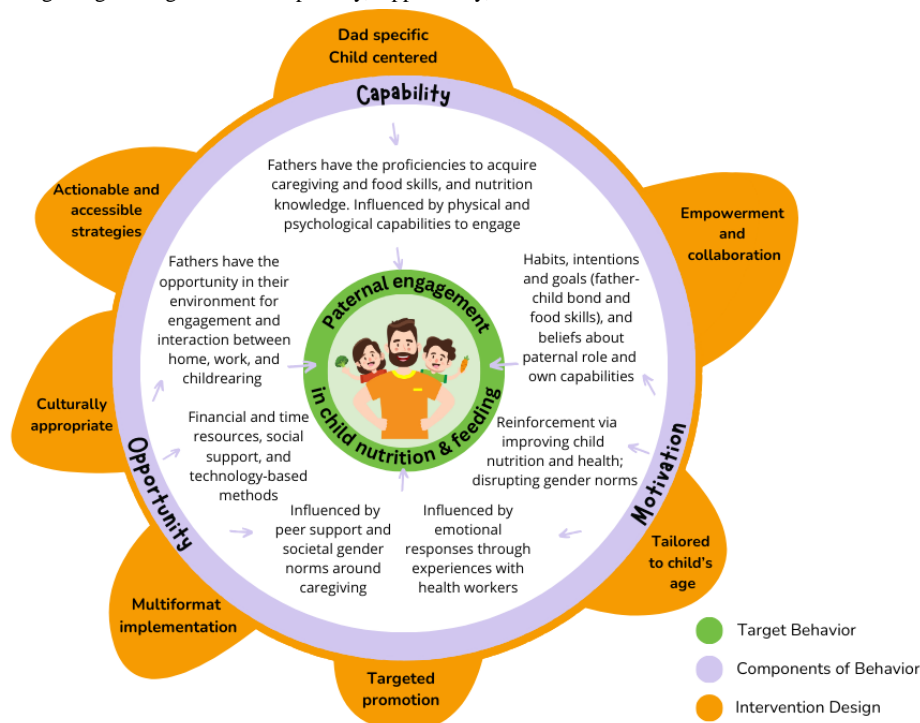 Dad specific
Child centered
Capability
Fathers have the proficiencies to acquire
caregiving and food skills, and nutrition
knowledge. Influenced by physical and
psychological capabilities to engage
Actionable and
accessible
strategies
Empowerment
and
collaboration
Fathers have the
opportunity in their
environment for
engagement and
interaction between
home, work, and
childrearing
Habits, intentions
and goals (father-
child bond and
food skills), and
beliefs about
paternal role and
own capabilities
Paternal engagement
in child nutrition & feeding
Culturally
appropriate
Financial and time
resources, social
support, and
technology-based
methods
Reinforcement via
improving child
nutrition and health;
disrupting gender norms
Opportunity
Motivation
Influenced by
peer support and
societal gender
norms around
caregiving
Influenced by
emotional
responses through
experiences with
health workers
Tailored
to child's
age
Multiformat
implementation
Targeted
promotion
Target Behavior
Components of Behavior
Intervention Design